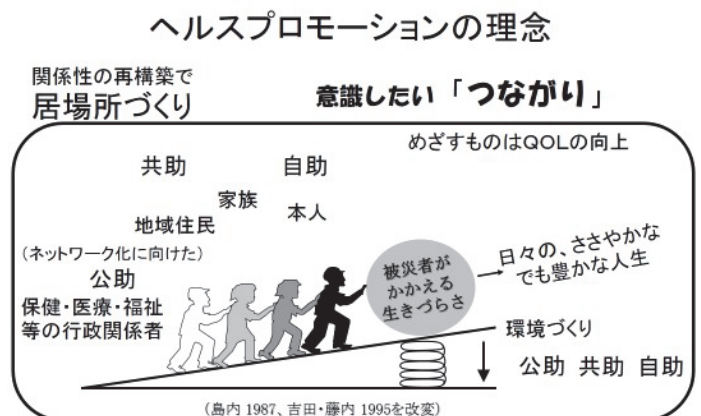 ヘルスプロモーションの理念
関係性の再構築で
居場所づくり
意識したい「つながり」
めざすものはQOLの向上
共助
自助
家族
本人
地域住民
(ネットワーク化に向けた)
公助
保健・医療・福祉
等の行政関係者
被災者が
かかえる
生きづらさ
日々の、ささやかな
でも豊かな人生
環境づくり
公助 共助 自助
(島内 1987、吉田・藤内 1995を改変)